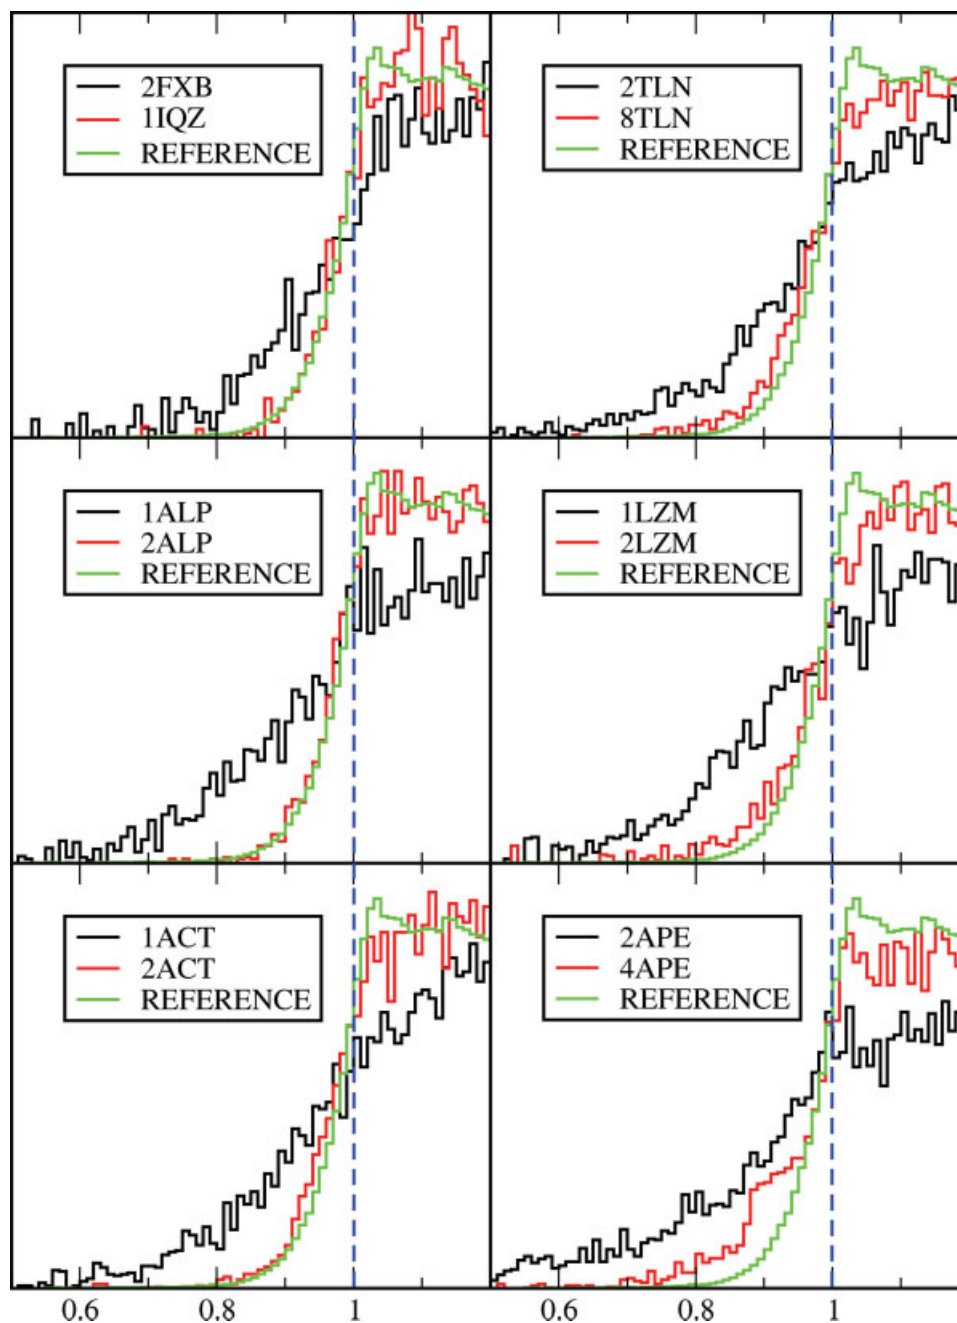 2FXB
1IQZ
REFERENCE
2TLN
8TLN
REFERENCE
1ALP
2ALP
REFERENCE
1LZM
2LZM
REFERENCE
1ACT
2ACT
REFERENCE
2APE
4APE
REFERENCE
0.6 0.8 1 0.6 0.8 1